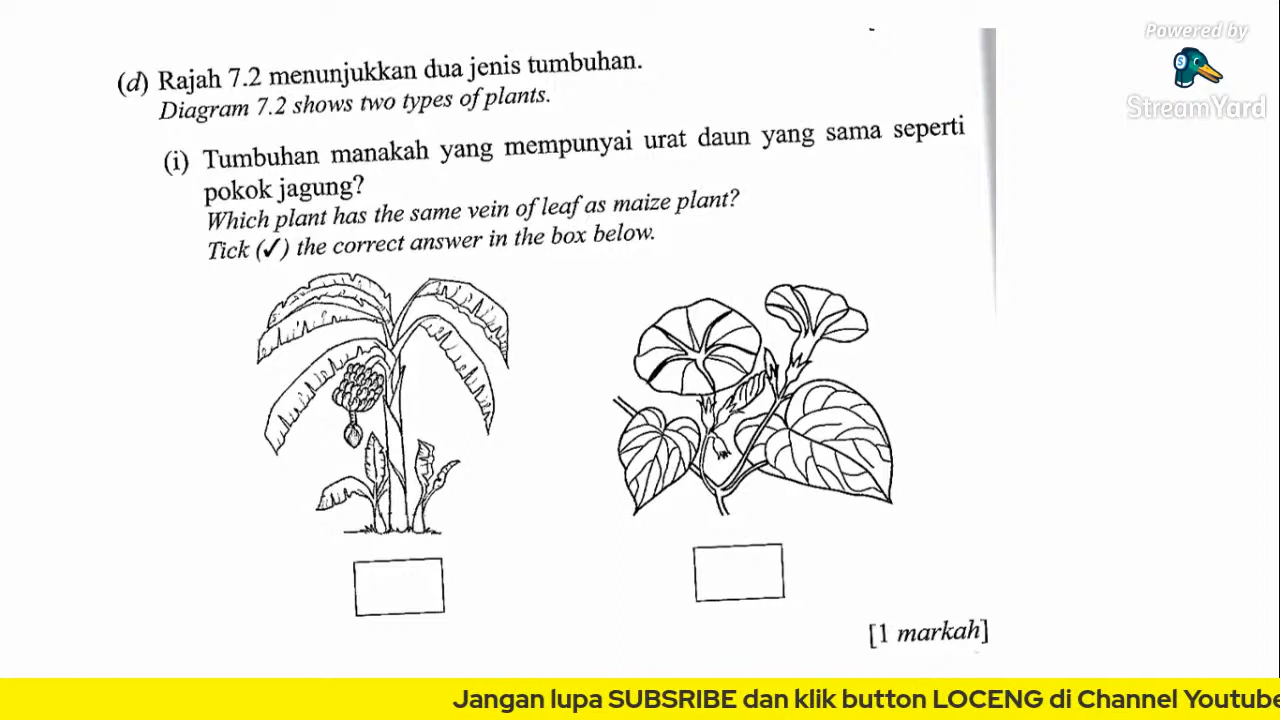 Powered by
StreamYard
(d) Rajah 7.2 menunjukkan dua jenis tumbuhan.
Diagram 7.2 shows two types of plants.
(i) Tumbuhan manakah yang mempunyai urat daun yang sama seperti
pokok jagung?
Which plant has the same vein of leaf as maize plant?
Tick (✓) the correct answer in the box below.
[1 markah]
Jangan lupa SUBSRIBE dan klik button LOCENG di Channel Youtube